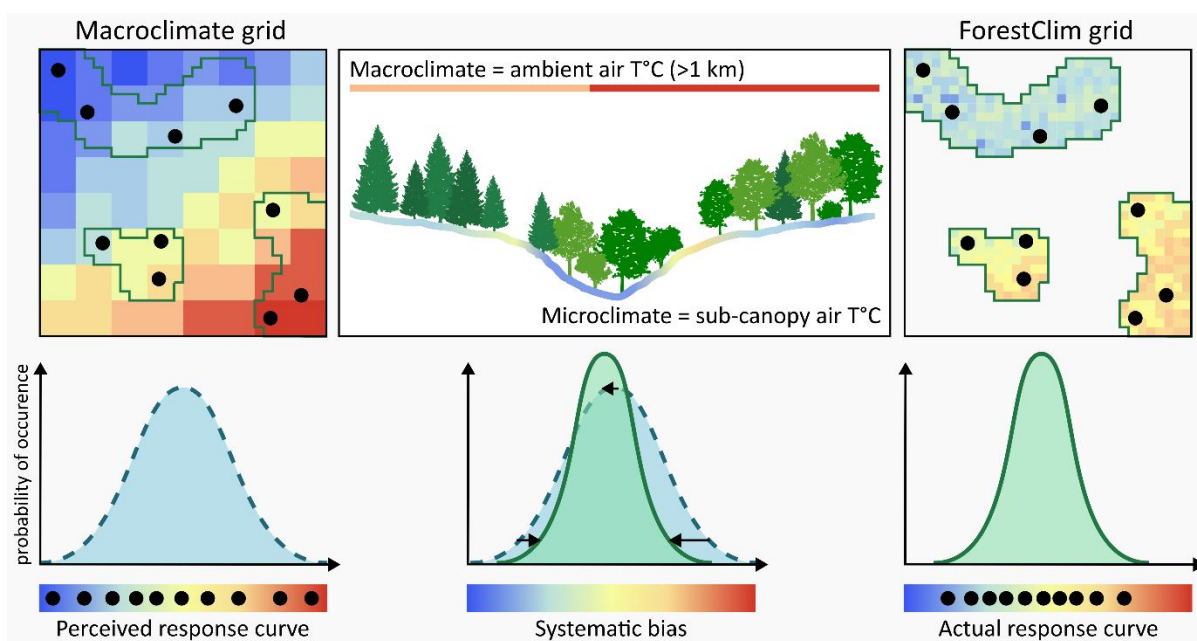 Macroclimate grid
ForestClim grid
Macroclimate = ambient air T°C (>1 km)
Microclimate = sub-canopy air T°C
probability of occurence
Perceived response curve
Systematic bias
Actual response curve